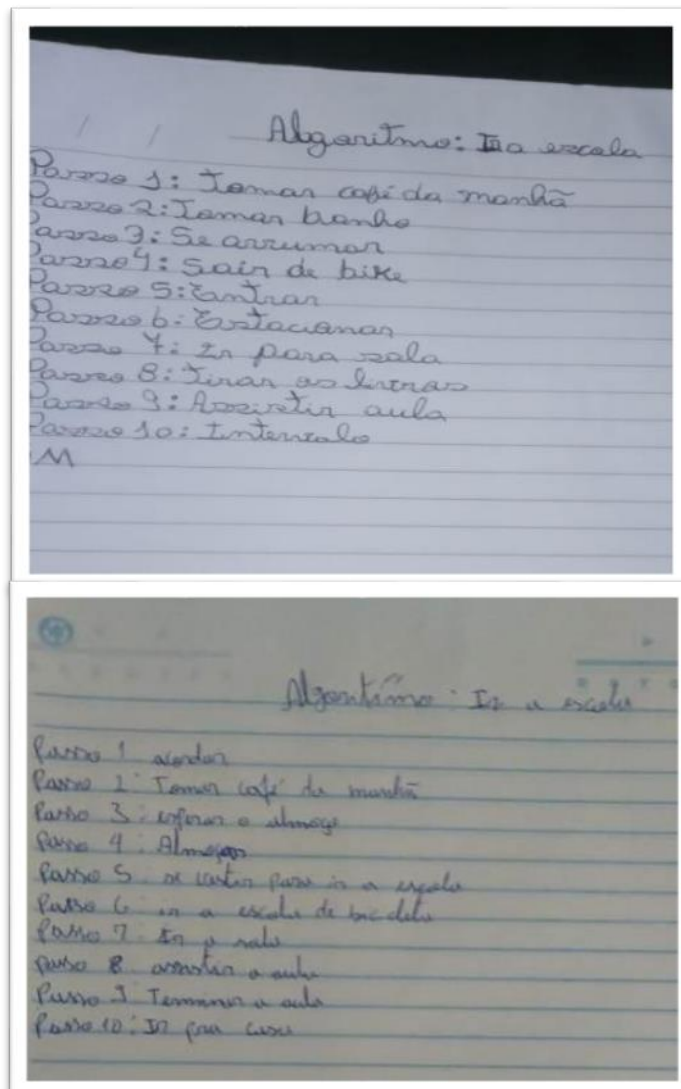 Algoritmo: Ir a escola
Passo 1: Tomar café da manhã
Passo 2: Tomar banho
Passo 3: Se arrumar
Passo 4: Sair de bike
Passo 5: Entrar
Passo 6: Estacionar
Passo 7: Ir para sala
Passo 8: Tirar os livros
Passo 9: Assistir aula
Passo 10: Intervalo
M
Algoritimo: Ir a escola
Passo 1 acordar
Passo 2: Tomar café da manhã
Passo 3: esperar o almoço
Passo 4: Almoçar
Passo 5: se vestir para ir a escola
Passo 6 ir a escola de bicicleta
Passo 7: Ir a sala
passo 8 assistir a aula
Passo 9 Terminar a aula
Passo 10: Ir pra casa